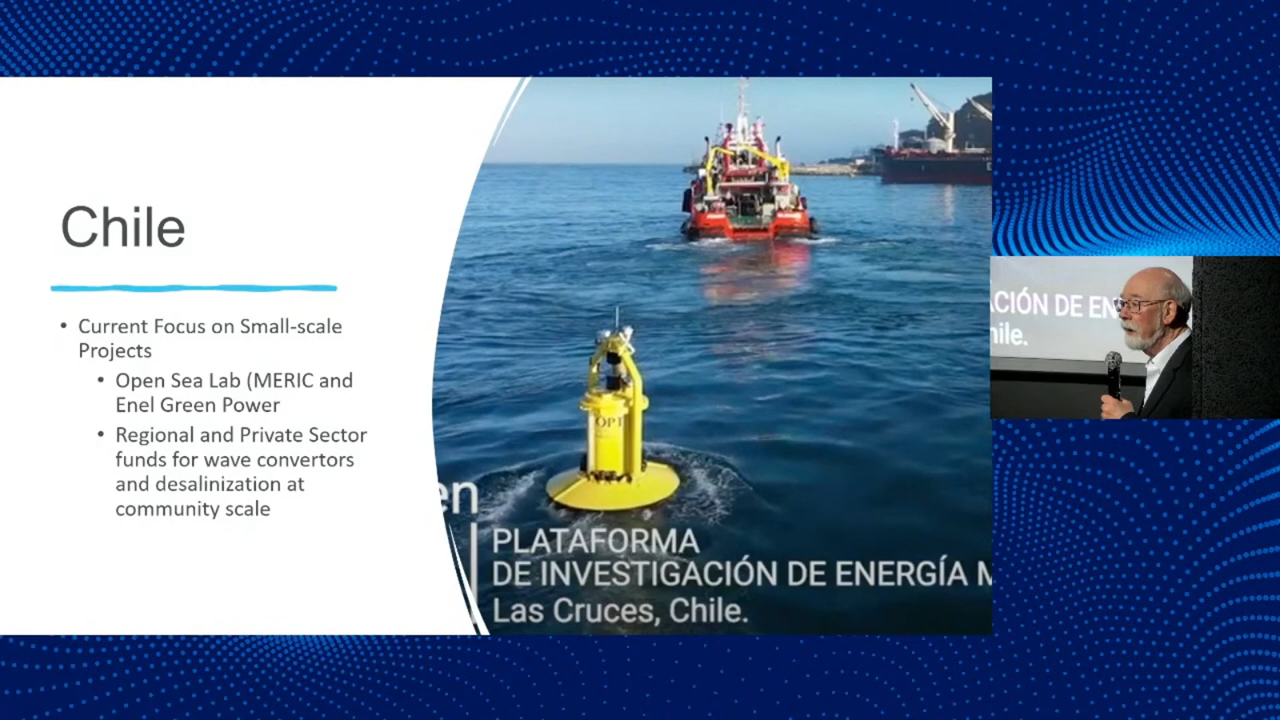 Chile
• Current Focus on Small-scale
Projects
• Open Sea Lab (MERIC and
Enel Green Power
• Regional and Private Sector
funds for wave convertors
and desalinization at
community scale
OPT
en
PLATAFORMA
DE INVESTIGACIÓN DE ENERGÍA M
Las Cruces, Chile.
ACIÓN DE EN
hile.